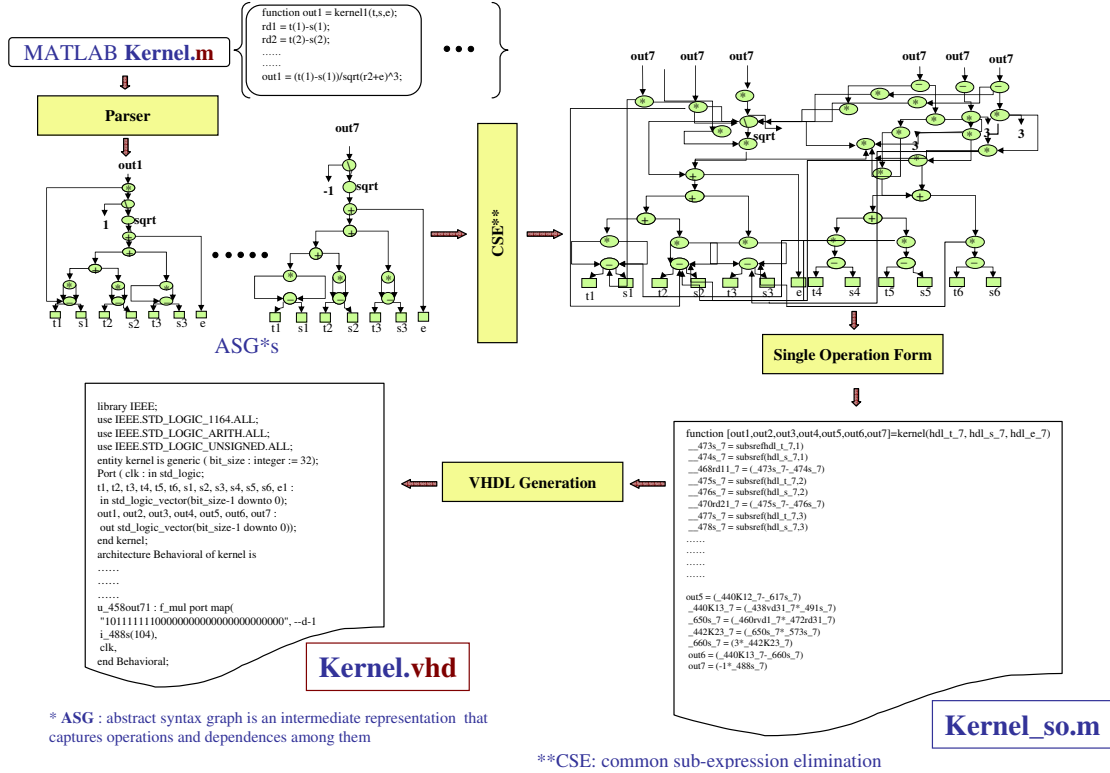 function out1 = kernel1(t,s,e);
rd1 = t(1)-s(1);
rd2 = t(2)-s(2);
......
......
out1 = (t(1)-s(1))/sqrt(r2+e)^3;
MATLAB Kernel.m
Parser
out1
*
\
1
sqrt
+
+
+
* * *
- - -
t1 s1 t2 s2 t3 s3 e
out7
\
-1
sqrt
+
+
+
* * *
- - -
t1 s1 t2 s2 t3 s3 e
ASG*s
CSE**
out7 out7 out7
out7 out7 out7
sqrt
3 3 3
+
+
+
+
+
* * * * * *
- - - - - -
t1 s1 t2 s2 t3 s3 e t4 s4 t5 s5 t6 s6
Single Operation Form
function [out1,out2,out3,out4,out5,out6,out7]=kernel(hdl_t_7, hdl_s_7, hdl_e_7)
__473s_7 = subsrefhdl_t_7,1)
__474s_7 = subsref(hdl_s_7,1)
__468rd11_7 = (_473s_7-_474s_7)
__475s_7 = subsref(hdl_t_7,2)
__476s_7 = subsref(hdl_s_7,2)
__470rd21_7 = (_475s_7-_476s_7)
__477s_7 = subsref(hdl_t_7,3)
__478s_7 = subsref(hdl_s_7,3)
......
......
......
......
out5 = (_440K12_7-_617s_7)
_440K13_7 = (_438vd31_7*_491s_7)
_650s_7 = (_460rvd1_7*_472rd31_7)
_442K23_7 = (_650s_7*_573s_7)
_660s_7 = (3*_442K23_7)
out6 = (_440K13_7-_660s_7)
out7 = (-1*_488s_7)
Kernel_so.m
VHDL Generation
library IEEE;
use IEEE.STD_LOGIC_1164.ALL;
use IEEE.STD_LOGIC_ARITH.ALL;
use IEEE.STD_LOGIC_UNSIGNED.ALL;
entity kernel is generic ( bit_size : integer := 32);
Port ( clk : in std_logic;
t1, t2, t3, t4, t5, t6, s1, s2, s3, s4, s5, s6, e1 :
in std_logic_vector(bit_size-1 downto 0);
out1, out2, out3, out4, out5, out6, out7 :
out std_logic_vector(bit_size-1 downto 0));
end kernel;
architecture Behavioral of kernel is
......
......
......
u_458out71 : f_mul port map(
"10111111100000000000000000000000", --d-1
i_488s(104),
clk,
end Behavioral;
Kernel.vhd
* ASG : abstract syntax graph is an intermediate representation that
captures operations and dependences among them
**CSE: common sub-expression elimination